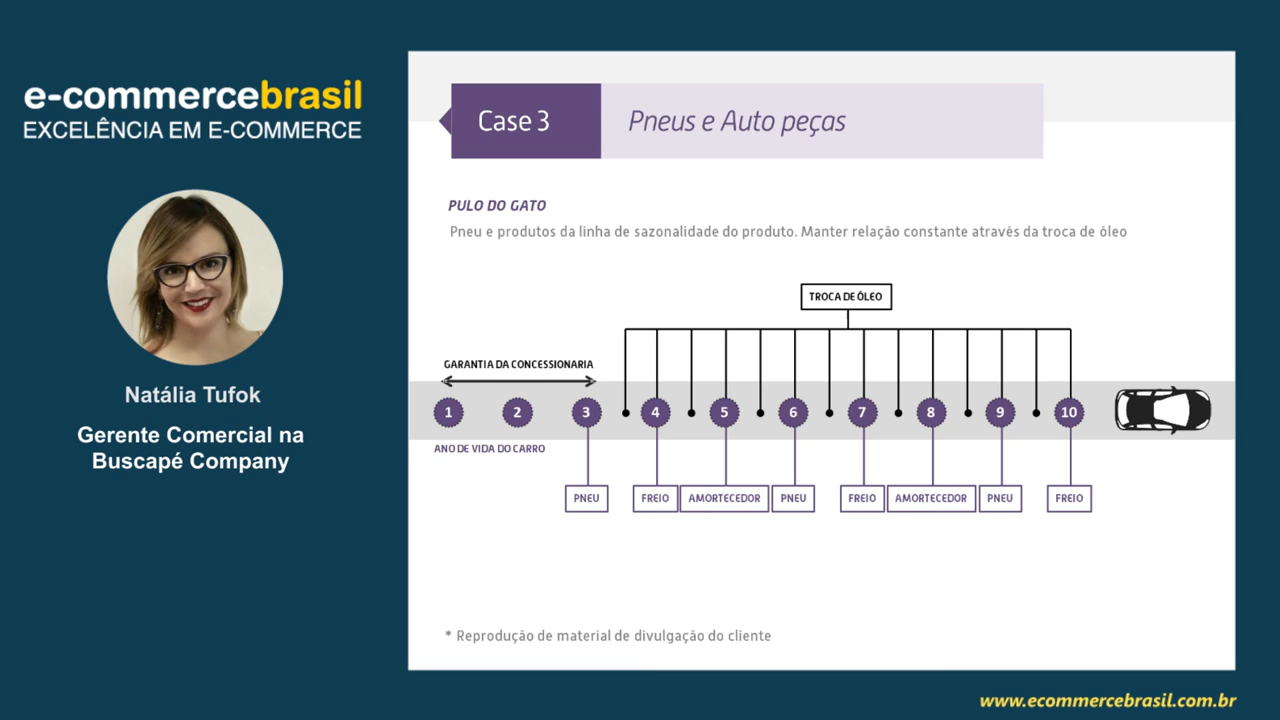 e-commercebrasil
EXCELÊNCIA EM E-COMMERCE
Natália Tufok
Gerente Comercial na
Buscapé Company
Case 3
Pneus e Auto peças
PULO DO GATO
Pneu e produtos da linha de sazonalidade do produto. Manter relação constante através da troca de óleo
TROCA DE ÓLEO
GARANTIA DA CONCESSIONARIA
1 2 3 4 5 6 7 8 9 10
ANO DE VIDA DO CARRO
PNEU FREIO AMORTECEDOR PNEU FREIO AMORTECEDOR PNEU FREIO
* Reprodução de material de divulgação do cliente
www.ecommercebrasil.com.br